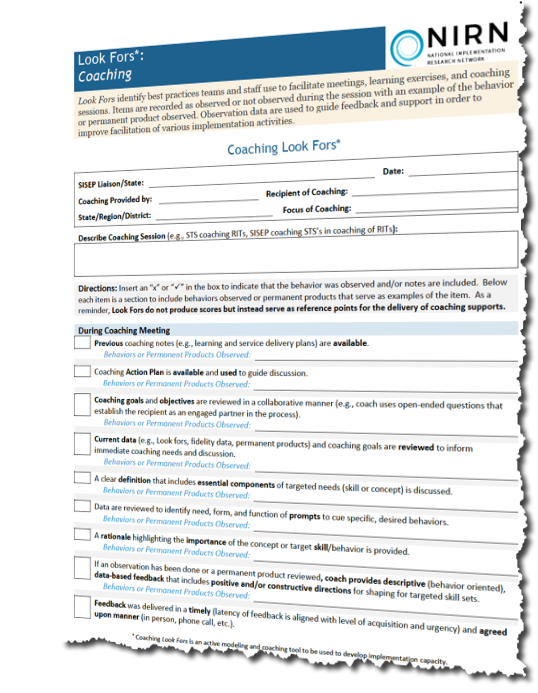 Look Fors*:
Coaching
NIRN
NATIONAL IMPLEMENTATION
RESEARCH NETWORK
Look Fors identify best practices teams and staff use to facilitate meetings, learning exercises, and coaching
sessions. Items are recorded as observed or not observed during the session with an example of the behavior
or permanent product observed. Observation data are used to guide feedback and support in order to
improve facilitation of various implementation activities.
Coaching Look Fors*
SISEP Liaison/State: Date:
Coaching Provided by: Recipient of Coaching:
State/Region/District: Focus of Coaching:
Describe Coaching Session (e.g., STS coaching RITs, SISEP coaching STS's in coaching of RITs):
Directions: Insert an "x" or "✓" in the box to indicate that the behavior was observed and/or notes are included. Below
each item is a section to include behaviors observed or permanent products that serve as examples of the item. As a
reminder, Look Fors do not produce scores but instead serve as reference points for the delivery of coaching supports.
During Coaching Meeting
Previous coaching notes (e.g., learning and service delivery plans) are available.
Behaviors or Permanent Products Observed:
Coaching Action Plan is available and used to guide discussion.
Behaviors or Permanent Products Observed:
Coaching goals and objectives are reviewed in a collaborative manner (e.g., coach uses open-ended questions that
establish the recipient as an engaged partner in the process).
Behaviors or Permanent Products Observed:
Current data (e.g., Look fors, fidelity data, permanent products) and coaching goals are reviewed to inform
immediate coaching needs and discussion.
Behaviors or Permanent Products Observed:
A clear definition that includes essential components of targeted needs (skill or concept) is discussed.
Behaviors or Permanent Products Observed:
Data are reviewed to identify need, form, and function of prompts to cue specific, desired behaviors.
Behaviors or Permanent Products Observed:
A rationale highlighting the importance of the concept or target skill/behavior is provided.
Behaviors or Permanent Products Observed:
If an observation has been done or a permanent product reviewed, coach provides descriptive (behavior oriented),
data-based feedback that includes positive and/or constructive directions for shaping for targeted skill sets.
Behaviors or Permanent Products Observed:
Feedback was delivered in a timely (latency of feedback is aligned with level of acquisition and urgency) and agreed
upon manner (in person, phone call, etc.).
* Coaching Look Fors is an active modeling and coaching tool to be used to develop implementation capacity.